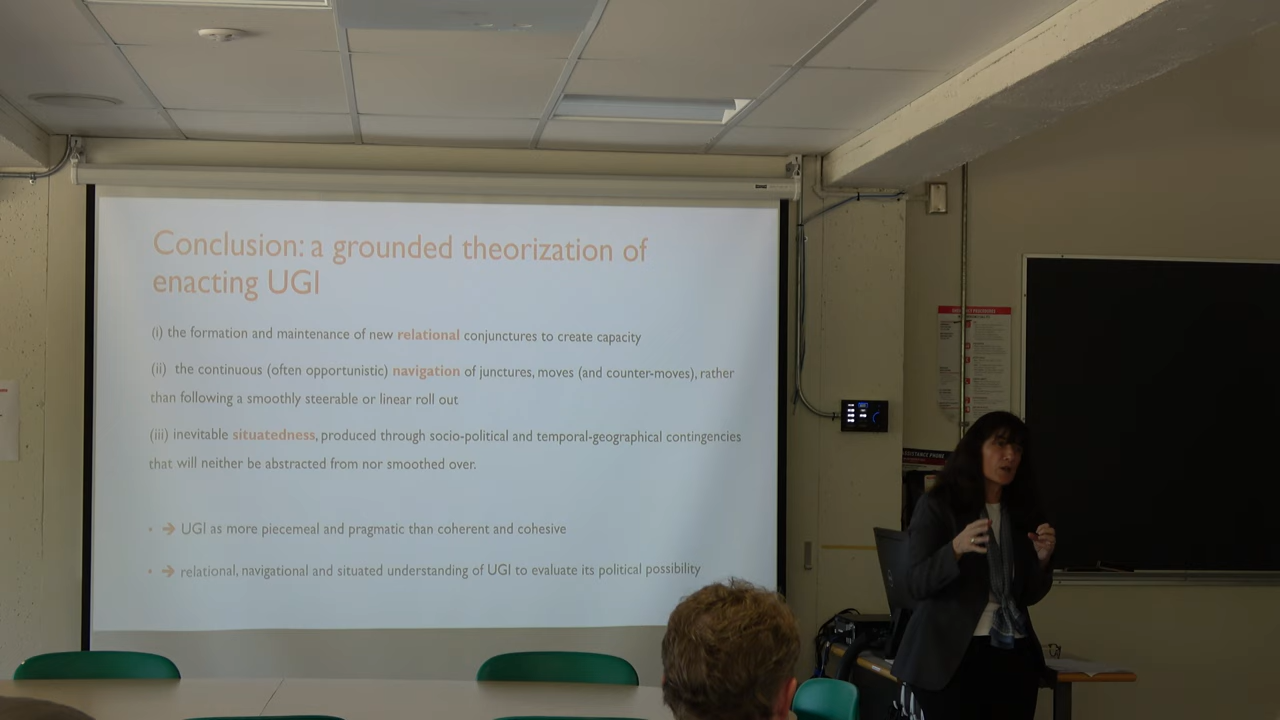 Conclusion: a grounded theorization of
enacting UGI
(i) the formation and maintenance of new relational conjunctures to create capacity
(ii) the continuous (often opportunistic) navigation of junctures, moves (and counter-moves), rather
than following a smoothly steerable or linear roll out
(iii) inevitable situatedness, produced through socio-political and temporal-geographical contingencies
that will neither be abstracted from nor smoothed over.
• → UGI as more piecemeal and pragmatic than coherent and cohesive
• → relational, navigational and situated understanding of UGI to evaluate its political possibility